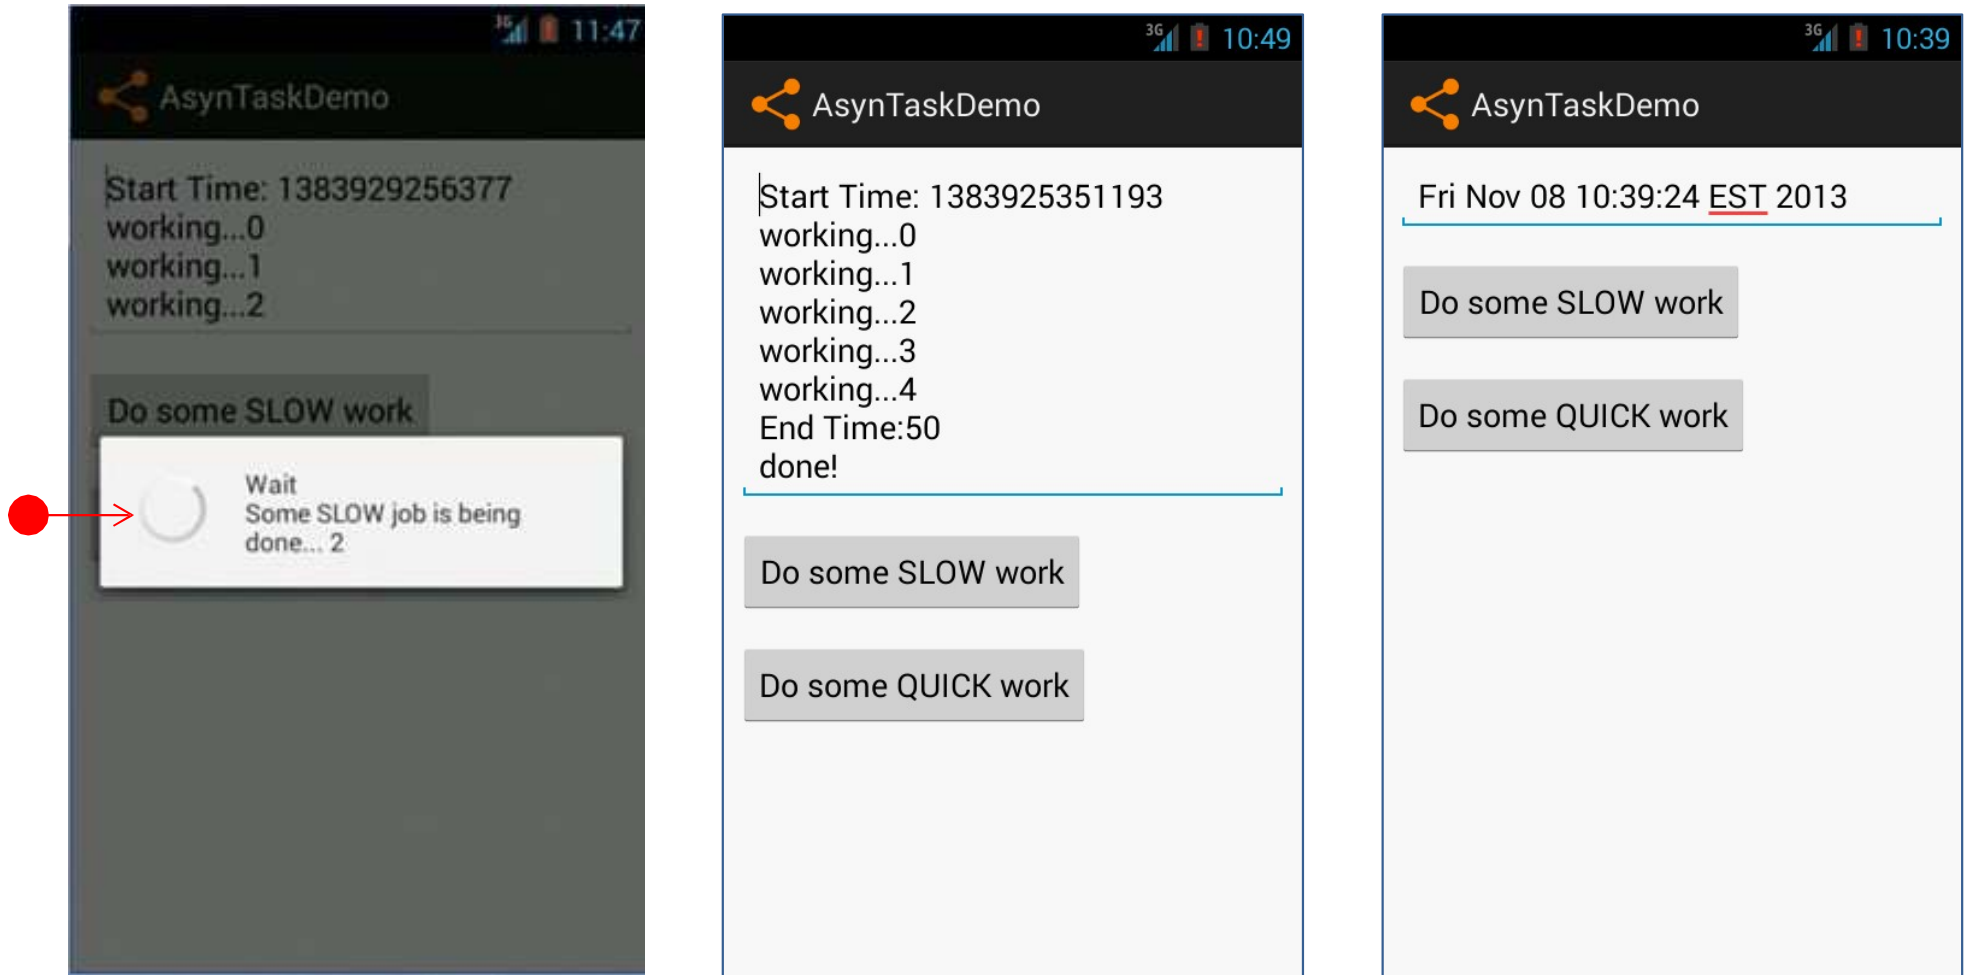 3G 11:47
AsynTaskDemo
Start Time: 1383929256377
working...0
working...1
working...2
Do some SLOW work
Wait
Some SLOW job is being
done... 2
3G 10:49
AsynTaskDemo
Start Time: 1383925351193
working...0
working...1
working...2
working...3
working...4
End Time:50
done!
Do some SLOW work
Do some QUICK work
3G 10:39
AsynTaskDemo
Fri Nov 08 10:39:24 EST 2013
Do some SLOW work
Do some QUICK work